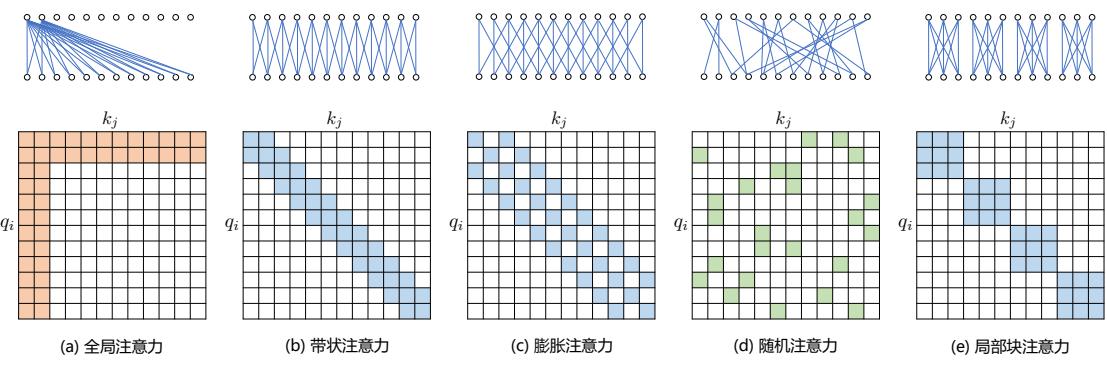 k_j k_j k_j k_j k_j
q_i q_i q_i q_i q_i
(a) 全局注意力 (b) 带状注意力 (c) 膨胀注意力 (d) 随机注意力 (e) 局部块注意力